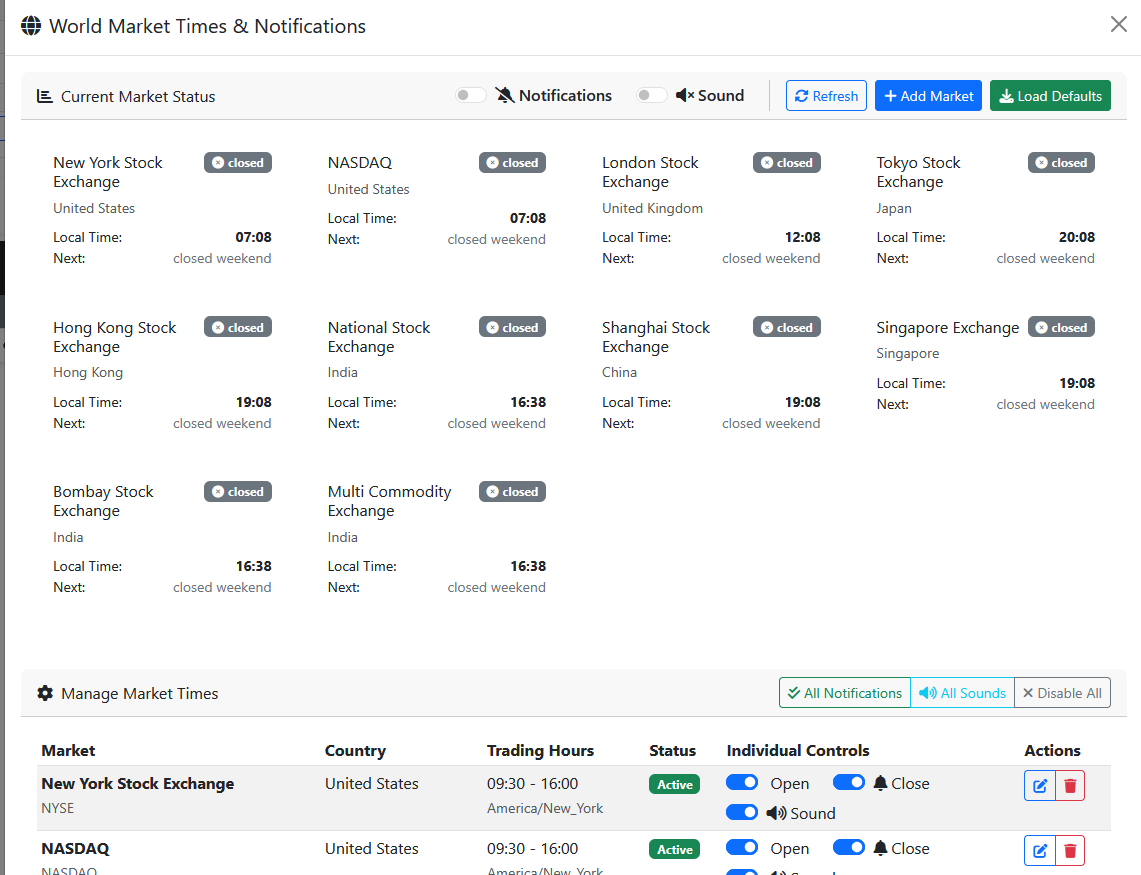 World Market Times & Notifications
Current Market Status
Notifications
Sound
Refresh
Add Market
Load Defaults
New York Stock Exchange
closed
United States
Local Time: 07:08
Next: closed weekend
NASDAQ
closed
United States
Local Time: 07:08
Next: closed weekend
London Stock Exchange
closed
United Kingdom
Local Time: 12:08
Next: closed weekend
Tokyo Stock Exchange
closed
Japan
Local Time: 20:08
Next: closed weekend
Hong Kong Stock Exchange
closed
Hong Kong
Local Time: 19:08
Next: closed weekend
National Stock Exchange
closed
India
Local Time: 16:38
Next: closed weekend
Shanghai Stock Exchange
closed
China
Local Time: 19:08
Next: closed weekend
Singapore Exchange
closed
Singapore
Local Time: 19:08
Next: closed weekend
Bombay Stock Exchange
closed
India
Local Time: 16:38
Next: closed weekend
Multi Commodity Exchange
closed
India
Local Time: 16:38
Next: closed weekend
Manage Market Times
All Notifications
All Sounds
Disable All
Market Country Trading Hours Status Individual Controls Actions
New York Stock Exchange United States 09:30 - 16:00 Active Open Close
NYSE America/New_York Sound
NASDAQ United States 09:30 - 16:00 Active Open Close
NASDAQ America/New_York